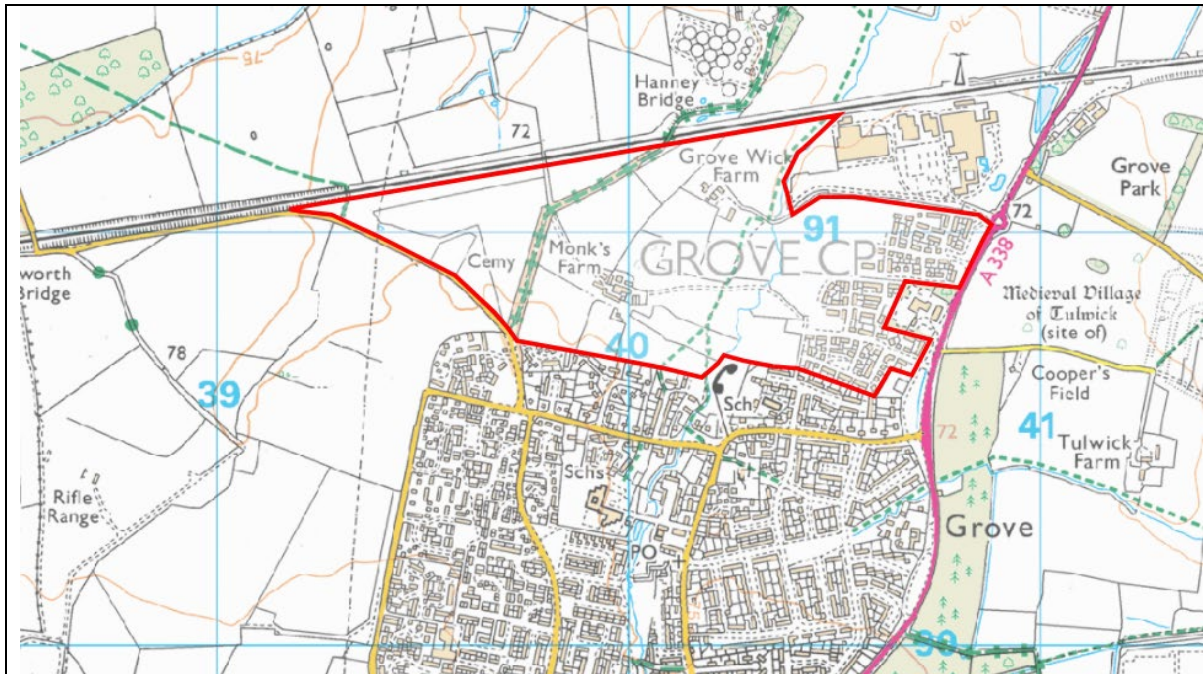 75
70
Hanney
Bridge
72
Grove Wick
Farm
Grove
Park
72
91
A 338
Monk's
Farm
GROVE CP
Cemy
worth
Bridge
Medieval Village
of Tulwick
(site of)
78
40
39
Cooper's
Field
Sch
41
72
Tulwick
Farm
Schs
Rifle
Range
Grove
PO
90